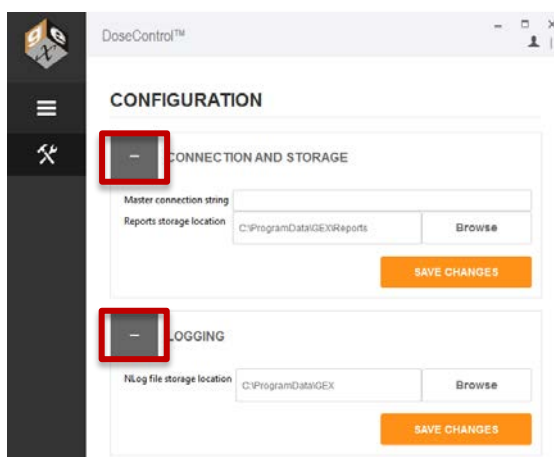 gex
DoseControl™
CONFIGURATION
CONNECTION AND STORAGE
Master connection string
Reports storage location C:\ProgramData\GEX\Reports Browse
SAVE CHANGES
LOGGING
NLog file storage location C:\ProgramData\GEX Browse
SAVE CHANGES